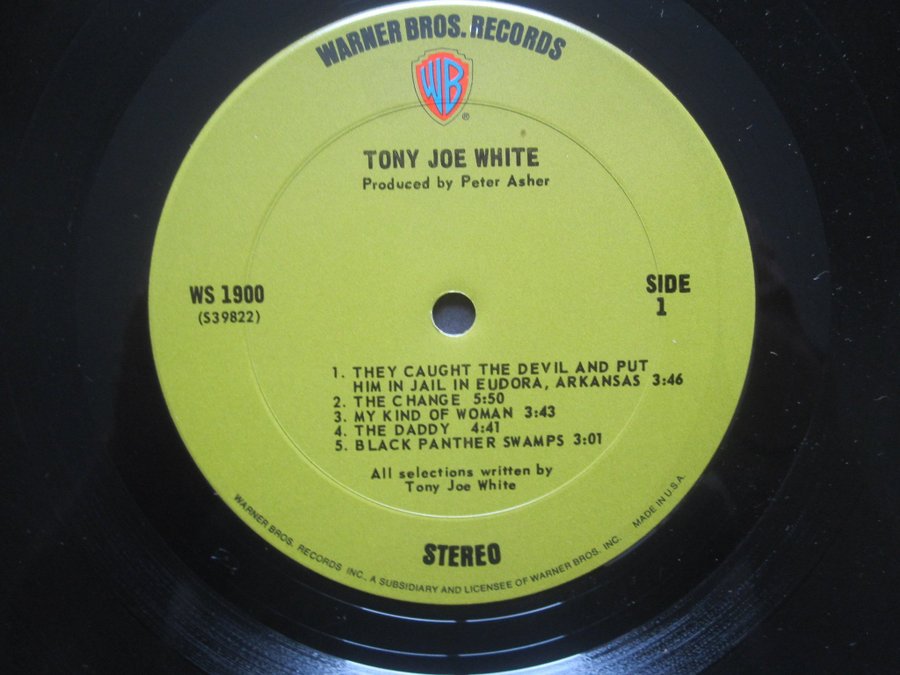 WARNER BROS. RECORDS
WB
®
TONY JOE WHITE
Produced by Peter Asher
WS 1900
(S39822)
SIDE
1
1. THEY CAUGHT THE DEVIL AND PUT
HIM IN JAIL IN EUDORA, ARKANSAS 3:46
2. THE CHANGE 5:50
3. MY KIND OF WOMAN 3:43
4. THE DADDY 4:41
5. BLACK PANTHER SWAMPS 3:01
All selections written by
Tony Joe White
STEREO
WARNER BROS. RECORDS INC., A SUBSIDIARY AND LICENSEE OF WARNER BROS. INC. MADE IN U.S.A.